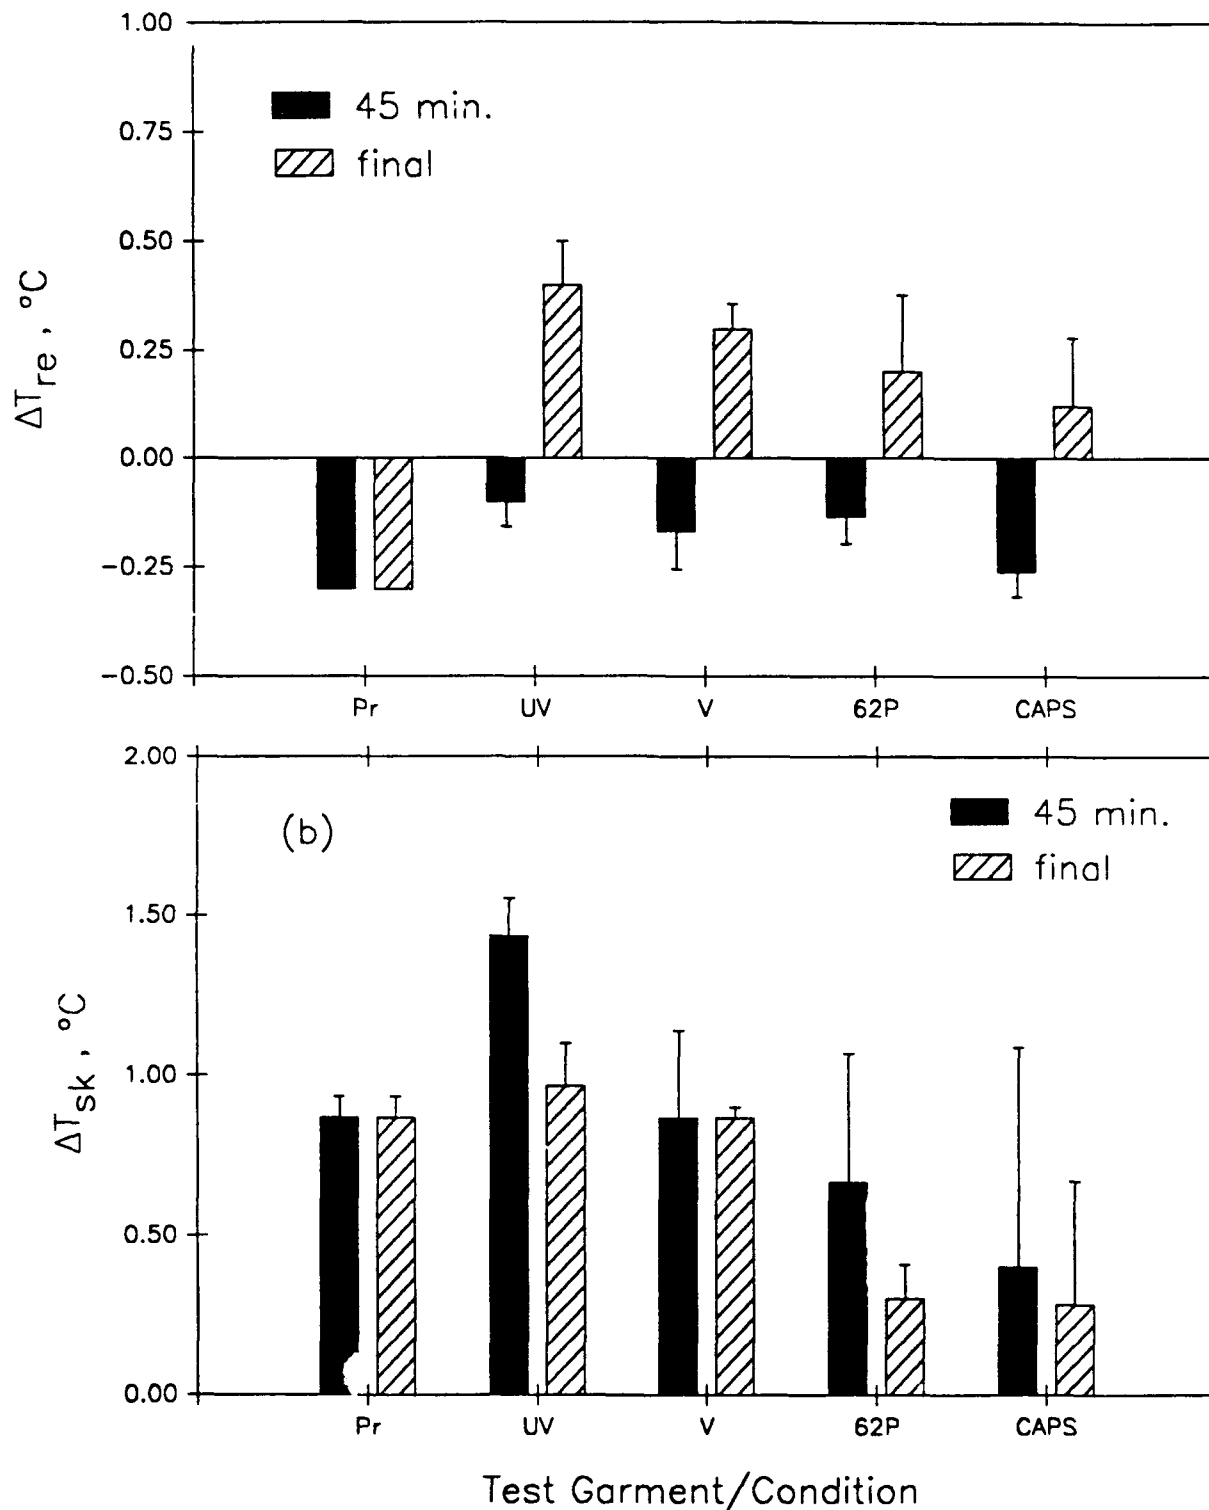 1.00
45 min.
0.75
final
0.50
ΔTre , °C
0.25
0.00
−0.25
−0.50
Pr UV V 62P CAPS
2.00
45 min.
(b)
final
1.50
ΔTsk , °C
1.00
0.50
0.00
Pr UV V 62P CAPS
Test Garment/Condition